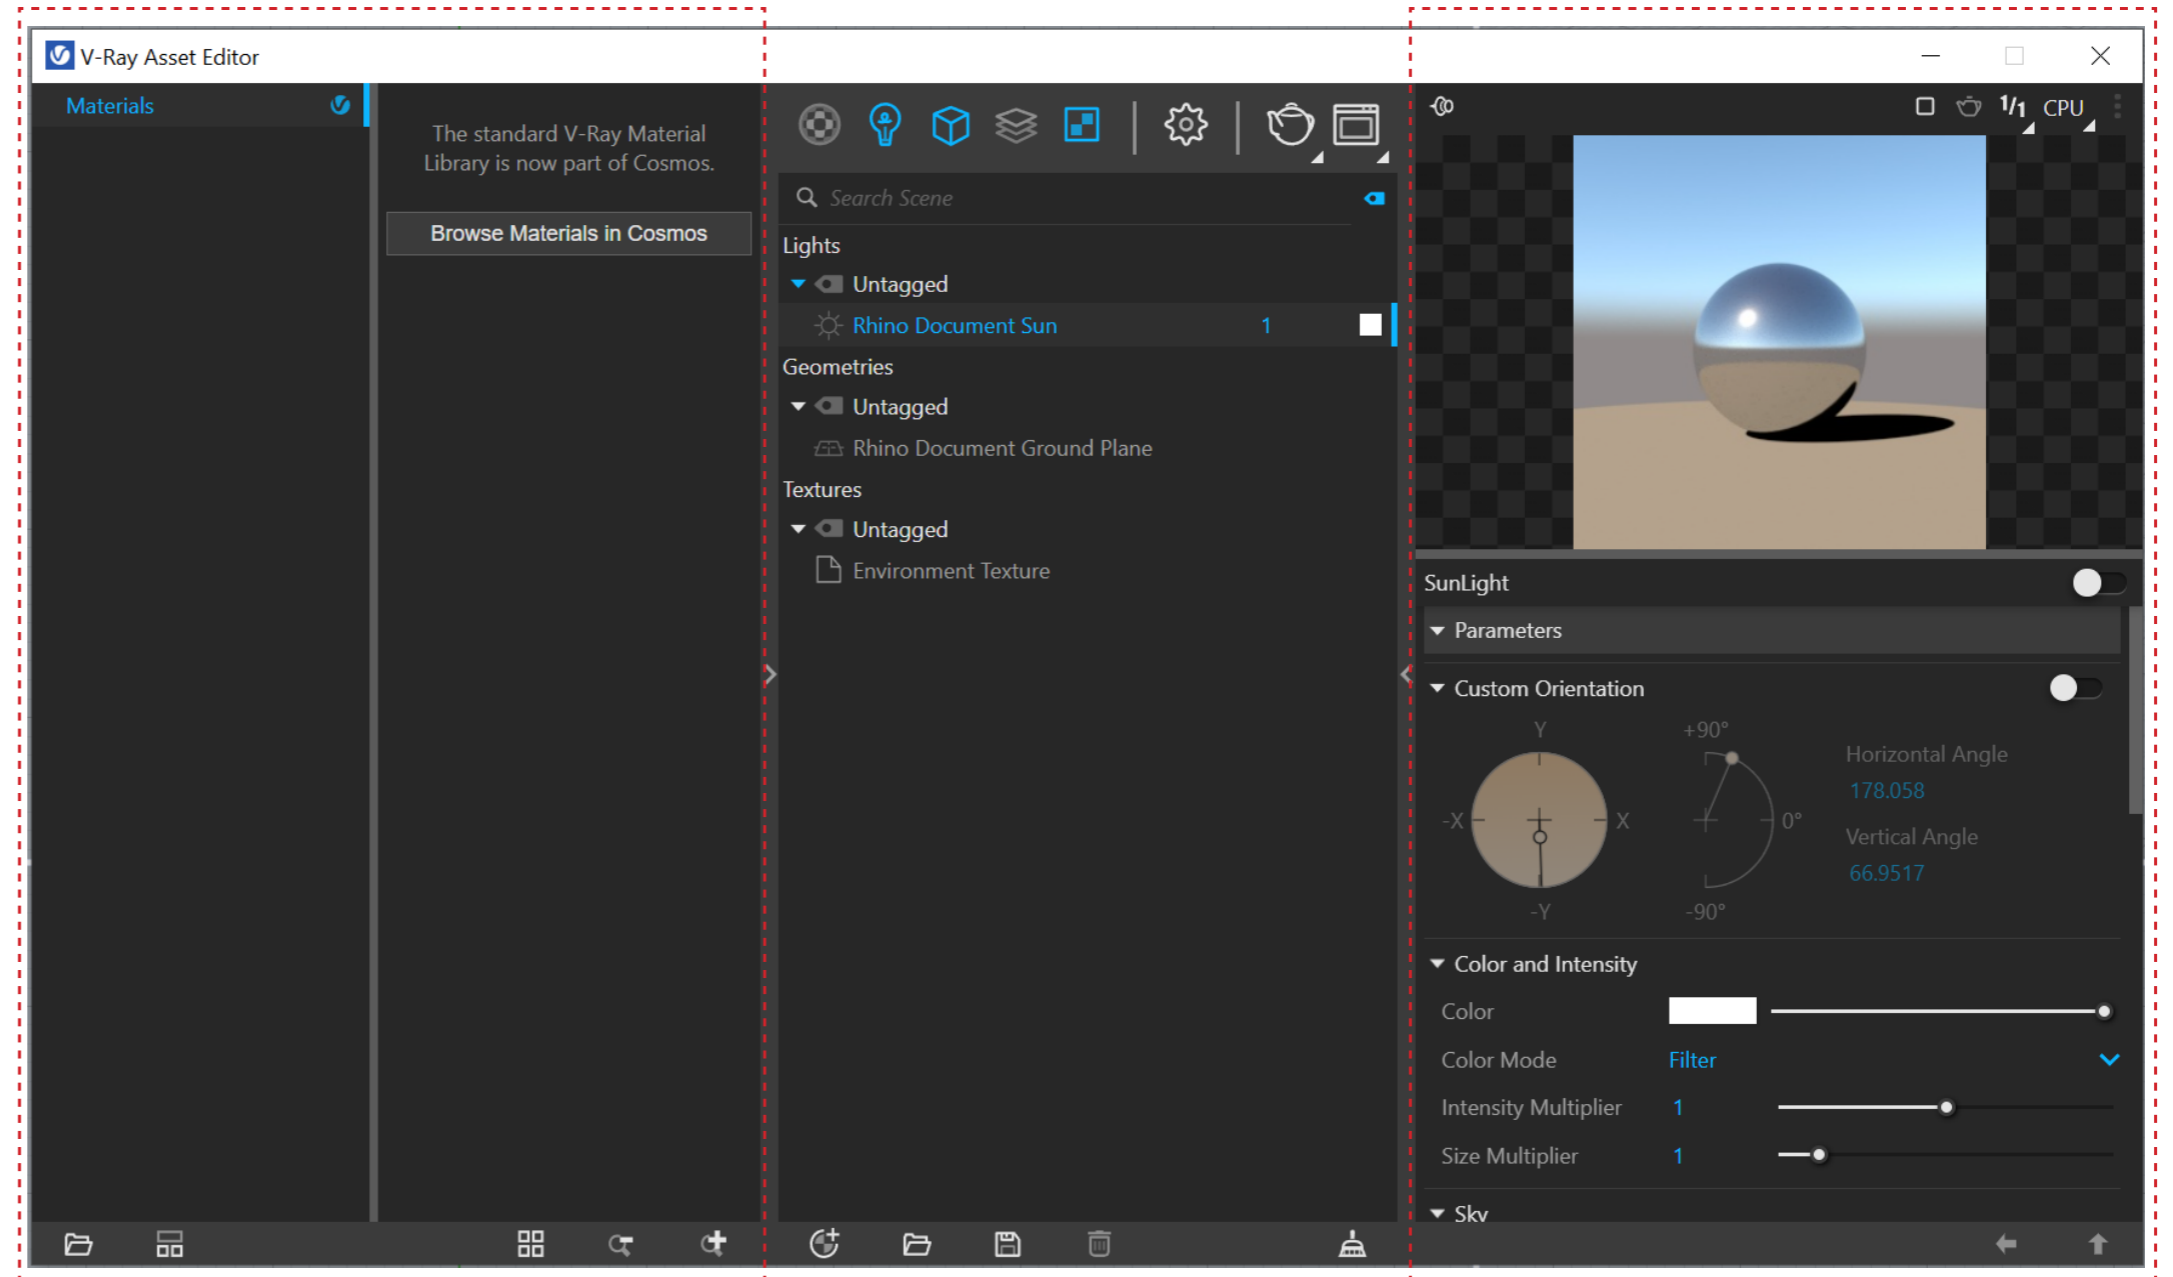 V-Ray Asset Editor
Materials
The standard V-Ray Material
Library is now part of Cosmos.
Browse Materials in Cosmos
Search Scene
Lights
Untagged
Rhino Document Sun 1
Geometries
Untagged
Rhino Document Ground Plane
Textures
Untagged
Environment Texture
1/1 CPU
SunLight
Parameters
Custom Orientation
Y
-X
X
-Y
+90°
0°
-90°
Horizontal Angle
178.058
Vertical Angle
66.9517
Color and Intensity
Color
Color Mode Filter
Intensity Multiplier 1
Size Multiplier 1
Sky